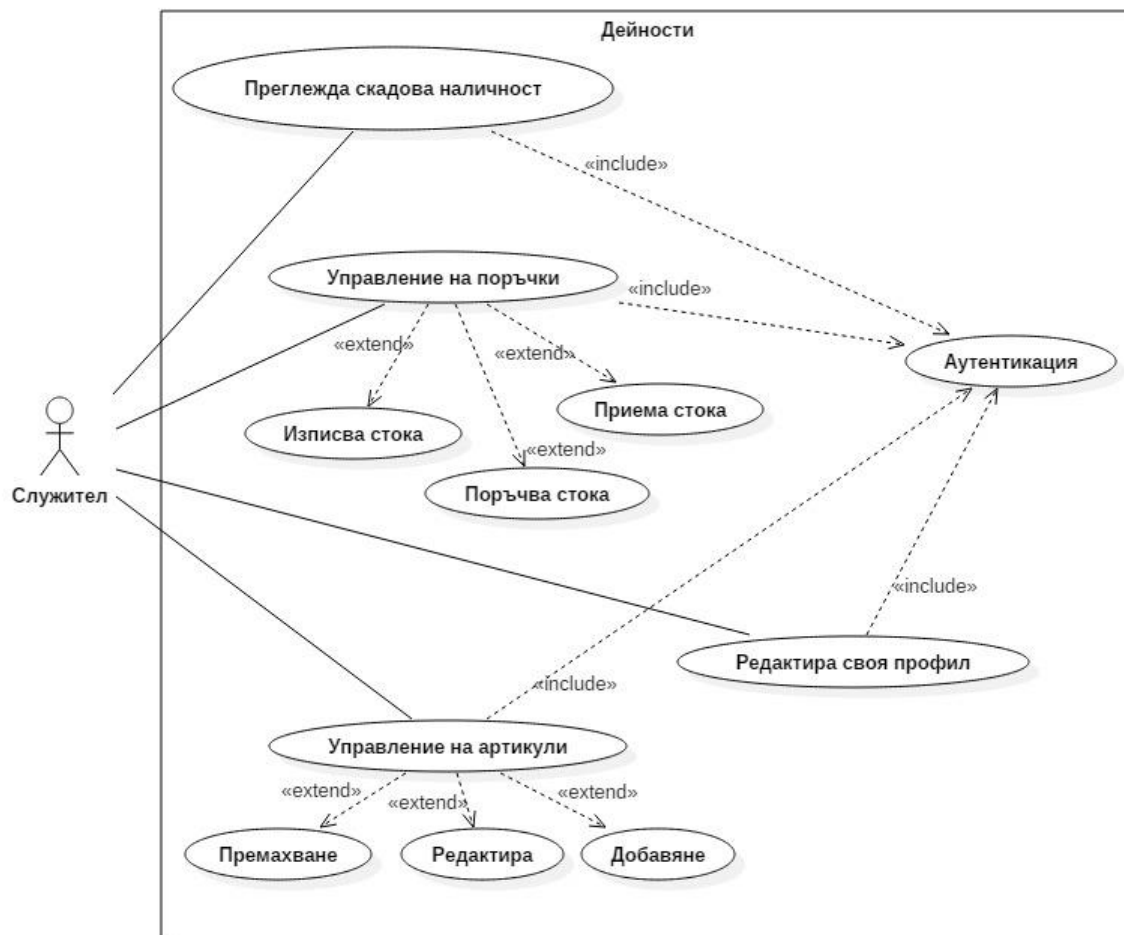 Дейности
Преглежда скадова наличност
«include»
Управление на поръчки
«include»
«extend»
«extend»
Аутентикация
Приема стока
Изписва стока
«extend»
Поръчва стока
Служител
«include»
Редактира своя профил
«include»
Управление на артикули
«extend»
«extend»
«extend»
Премахване
Редактира
Добавяне